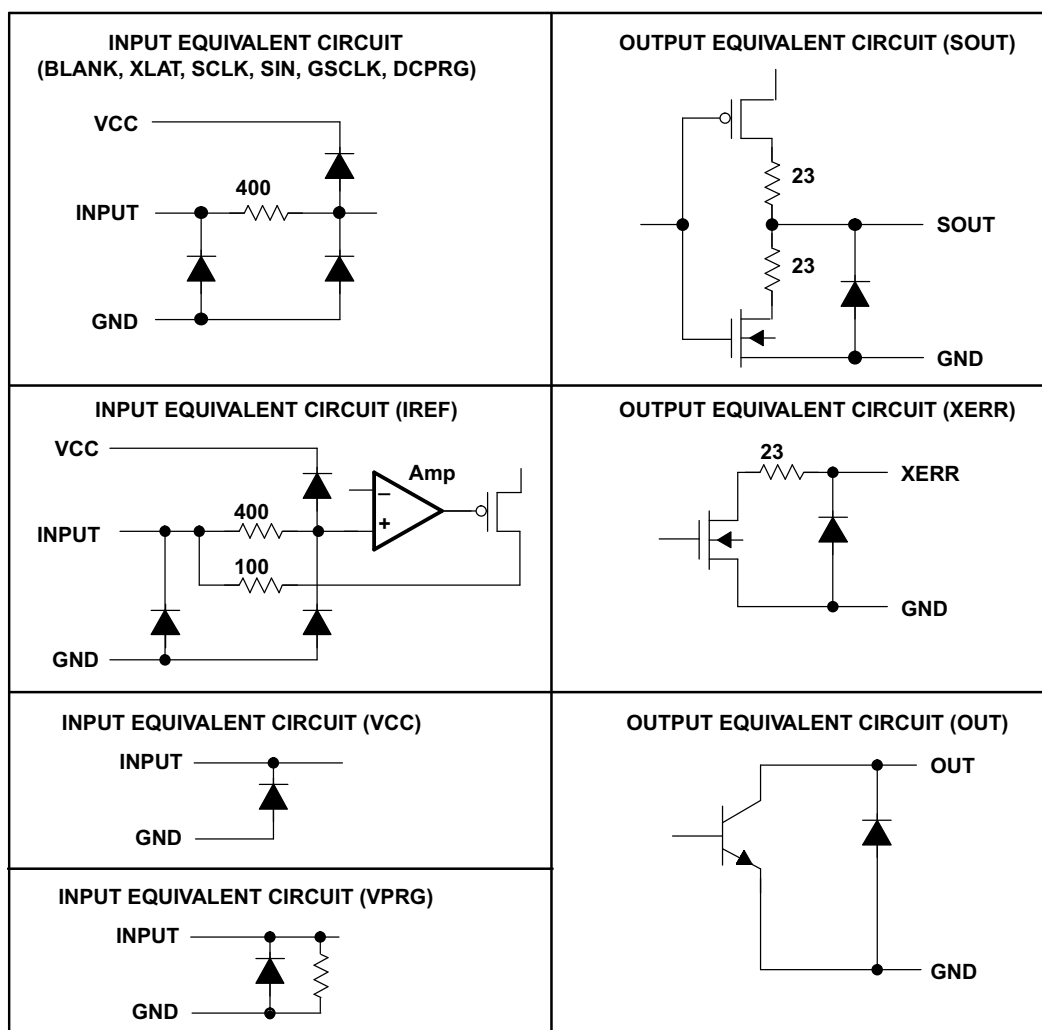 INPUT EQUIVALENT CIRCUIT
(BLANK, XLAT, SCLK, SIN, GSCLK, DCPRG)
VCC
400
INPUT
GND
OUTPUT EQUIVALENT CIRCUIT (SOUT)
23
SOUT
23
GND
INPUT EQUIVALENT CIRCUIT (IREF)
VCC
Amp
–
400
INPUT
+
100
GND
OUTPUT EQUIVALENT CIRCUIT (XERR)
23
XERR
GND
INPUT EQUIVALENT CIRCUIT (VCC)
INPUT
GND
OUTPUT EQUIVALENT CIRCUIT (OUT)
OUT
GND
INPUT EQUIVALENT CIRCUIT (VPRG)
INPUT
GND